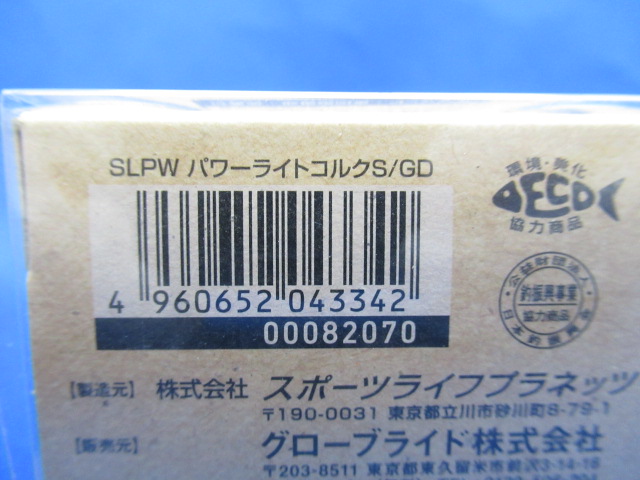 SLPW パワーライトコルクS/GD
環境・美化
ECO
協力商品
4 960652 043342
00082070
公益財団法人
釣振興事業
協力商品
日本釣振興会
【製造元】 株式会社 スポーツライフプラネッツ
〒190-0031 東京都立川市砂川町8-79-1
【販売元】 グローブライド株式会社
〒203-8511 東京都東久留米市前沢3-14-16